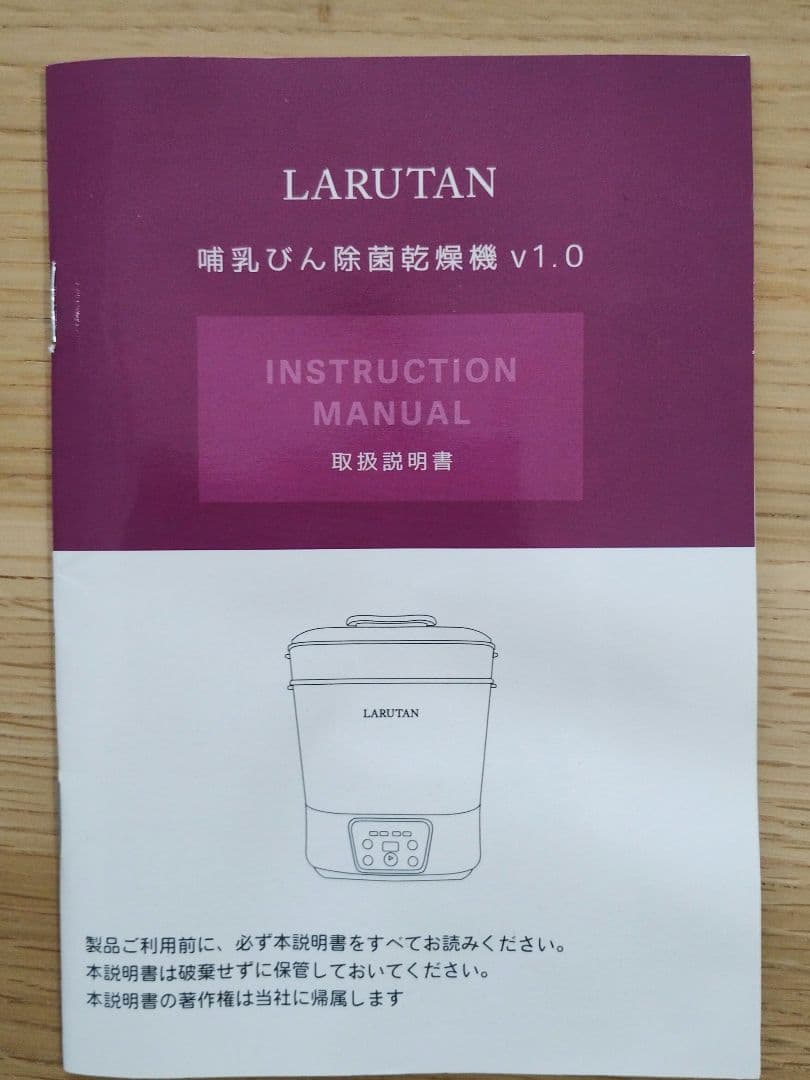 LARUTAN
哺乳びん除菌乾燥機 v1.0
INSTRUCTION
MANUAL
取扱説明書
LARUTAN
製品ご利用前に、必ず本説明書をすべてお読みください。
本説明書は破棄せずに保管しておいてください。
本説明書の著作権は当社に帰属します